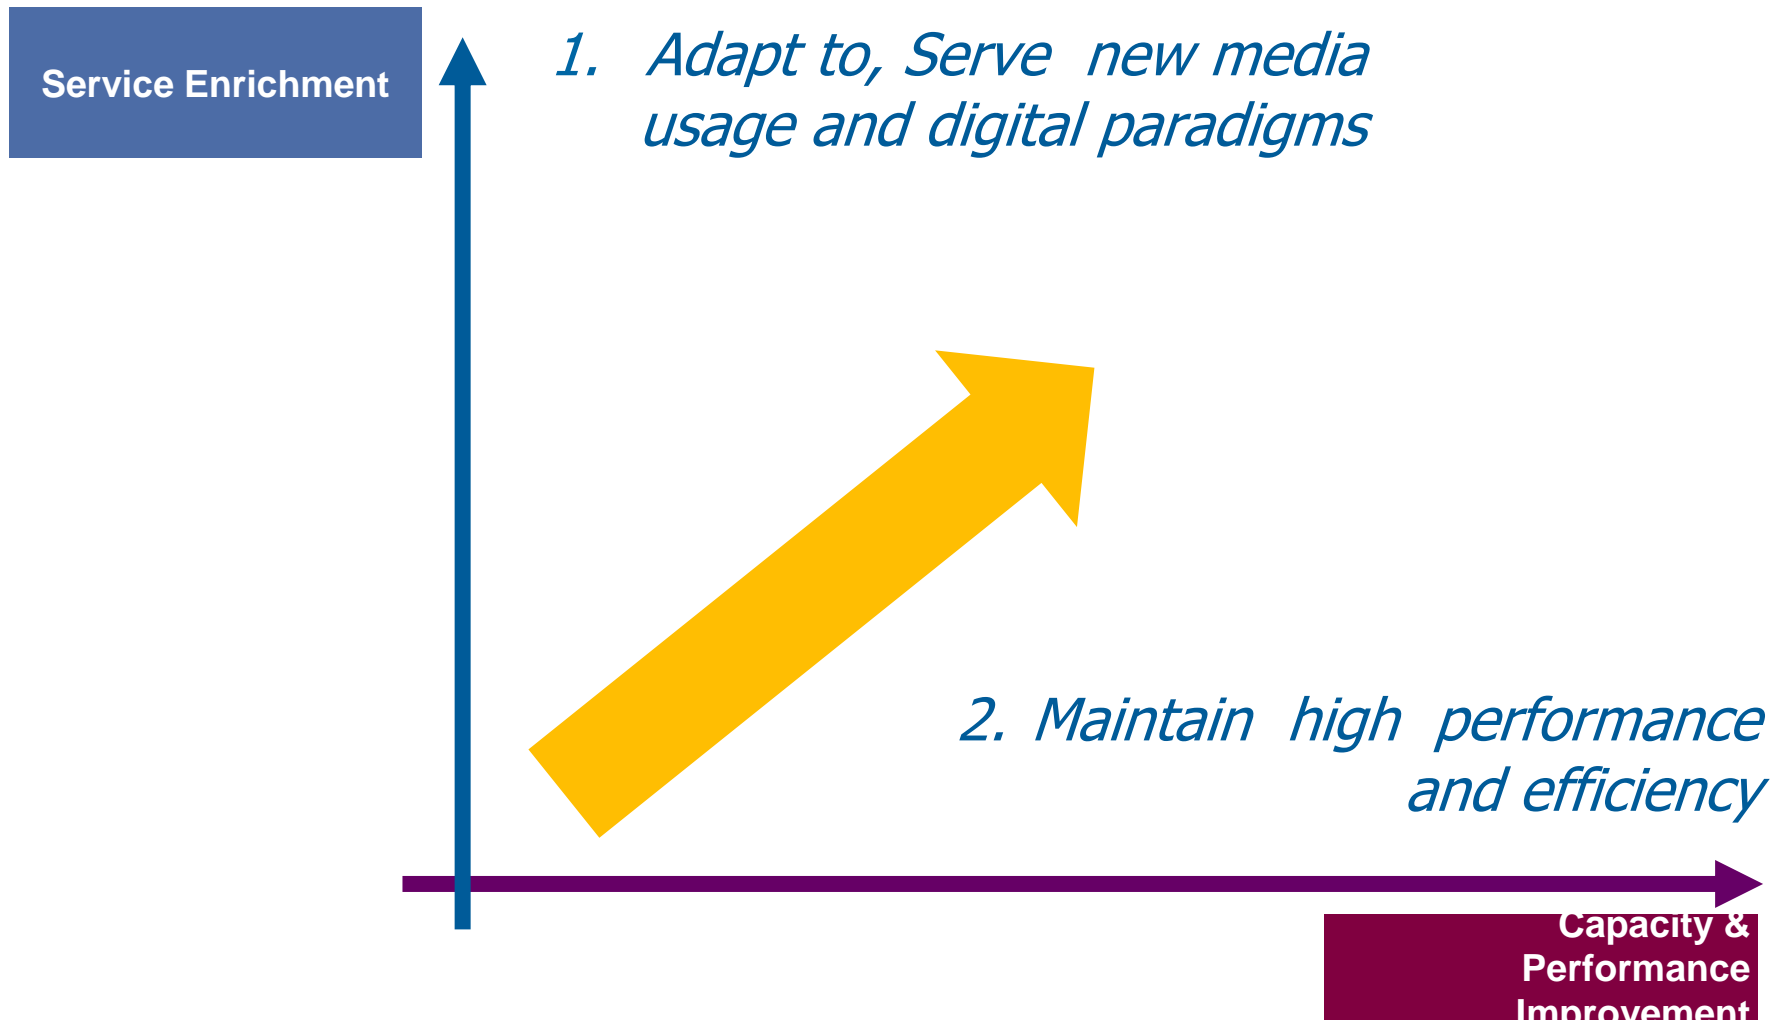 Service Enrichment
1. Adapt to, Serve new media
usage and digital paradigms
2. Maintain high performance
and efficiency
Capacity &
Performance
Improvement